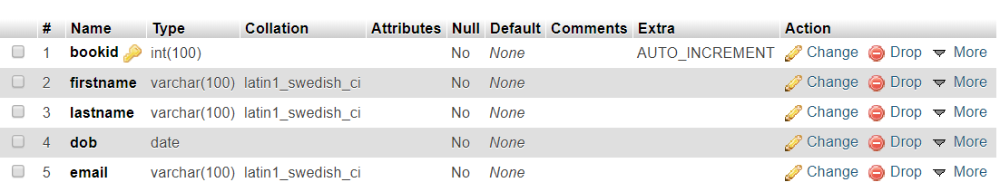 # Name Type Collation Attributes Null Default Comments Extra Action
1 bookid int(100) No None AUTO_INCREMENT Change Drop More
2 firstname varchar(100) latin1_swedish_ci No None Change Drop More
3 lastname varchar(100) latin1_swedish_ci No None Change Drop More
4 dob date No None Change Drop More
5 email varchar(100) latin1_swedish_ci No None Change Drop More